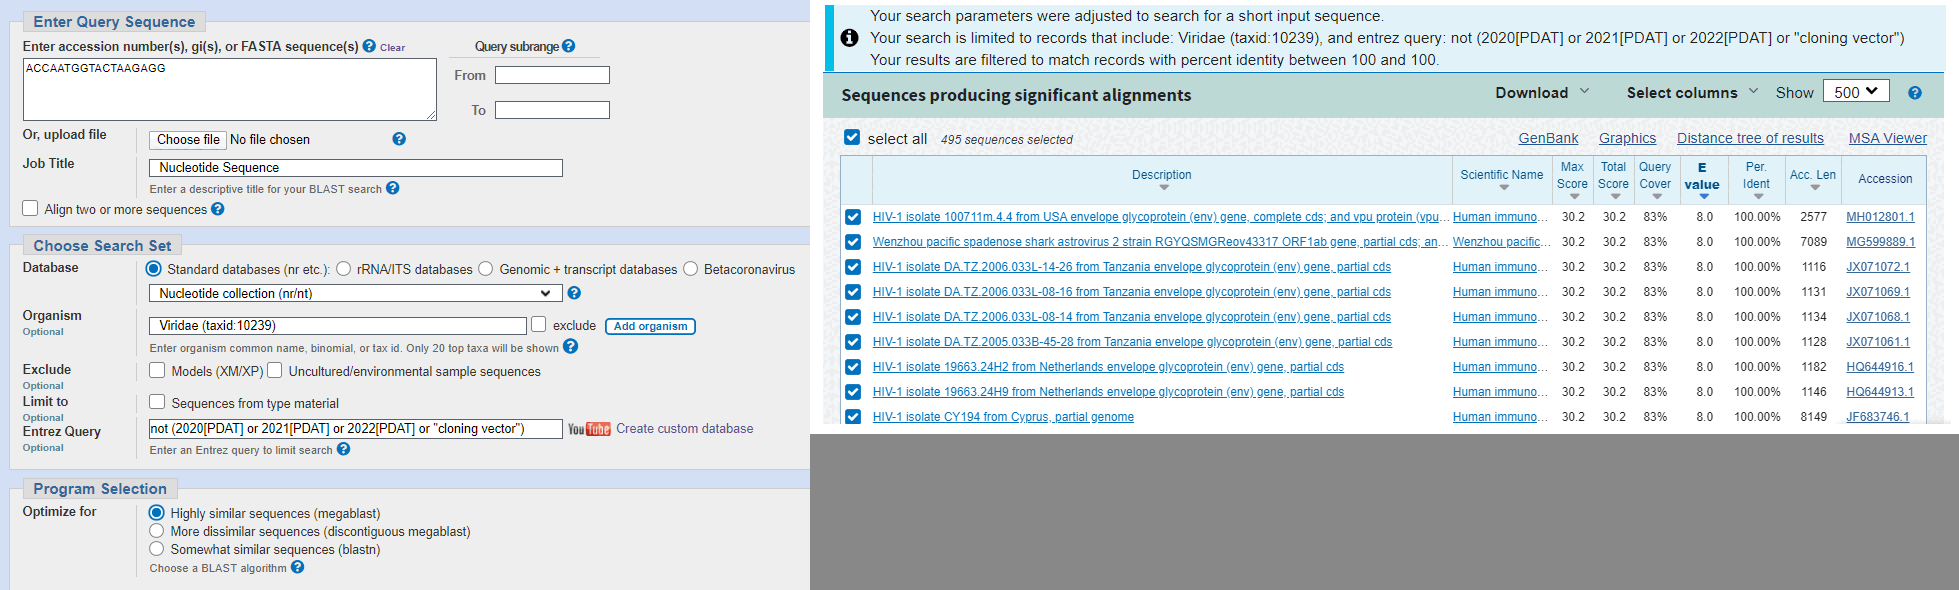 Enter Query Sequence
Enter accession number(s), gi(s), or FASTA sequence(s) ? Clear
Query subrange ?
ACCAATGGTACTAAGAGG
From
To
Or, upload file
Choose file No file chosen ?
Job Title
Nucleotide Sequence
Enter a descriptive title for your BLAST search ?
Align two or more sequences ?
Choose Search Set
Database
Standard databases (nr etc.): rRNA/ITS databases Genomic + transcript databases Betacoronavirus
Nucleotide collection (nr/nt) ?
Organism
Optional
Viridae (taxid:10239) exclude Add organism
Enter organism common name, binomial, or tax id. Only 20 top taxa will be shown ?
Exclude
Optional
Models (XM/XP) Uncultured/environmental sample sequences
Limit to
Optional
Sequences from type material
Entrez Query
Optional
not (2020[PDAT] or 2021[PDAT] or 2022[PDAT] or "cloning vector") YouTube Create custom database
Enter an Entrez query to limit search ?
Program Selection
Optimize for
Highly similar sequences (megablast)
More dissimilar sequences (discontiguous megablast)
Somewhat similar sequences (blastn)
Choose a BLAST algorithm ?
Your search parameters were adjusted to search for a short input sequence.
Your search is limited to records that include: Viridae (taxid:10239), and entrez query: not (2020[PDAT] or 2021[PDAT] or 2022[PDAT] or "cloning vector")
Your results are filtered to match records with percent identity between 100 and 100.
Sequences producing significant alignments Download Select columns Show 500 ?
select all 495 sequences selected GenBank Graphics Distance tree of results MSA Viewer
Description Scientific Name Max Score Total Score Query Cover E value Per. Ident Acc. Len Accession
HIV-1 isolate 100711m.4.4 from USA envelope glycoprotein (env) gene, complete cds; and vpu protein (vpu... Human immuno... 30.2 30.2 83% 8.0 100.00% 2577 MH012801.1
Wenzhou pacific spadenose shark astrovirus 2 strain RGYQSMGReov43317 ORF1ab gene, partial cds; an... Wenzhou pacific... 30.2 30.2 83% 8.0 100.00% 7089 MG599889.1
HIV-1 isolate DA.TZ.2006.033L-14-26 from Tanzania envelope glycoprotein (env) gene, partial cds Human immuno... 30.2 30.2 83% 8.0 100.00% 1116 JX071072.1
HIV-1 isolate DA.TZ.2006.033L-08-16 from Tanzania envelope glycoprotein (env) gene, partial cds Human immuno... 30.2 30.2 83% 8.0 100.00% 1131 JX071069.1
HIV-1 isolate DA.TZ.2006.033L-08-14 from Tanzania envelope glycoprotein (env) gene, partial cds Human immuno... 30.2 30.2 83% 8.0 100.00% 1134 JX071068.1
HIV-1 isolate DA.TZ.2005.033B-45-28 from Tanzania envelope glycoprotein (env) gene, partial cds Human immuno... 30.2 30.2 83% 8.0 100.00% 1128 JX071061.1
HIV-1 isolate 19663.24H2 from Netherlands envelope glycoprotein (env) gene, partial cds Human immuno... 30.2 30.2 83% 8.0 100.00% 1182 HQ644916.1
HIV-1 isolate 19663.24H9 from Netherlands envelope glycoprotein (env) gene, partial cds Human immuno... 30.2 30.2 83% 8.0 100.00% 1146 HQ644913.1
HIV-1 isolate CY194 from Cyprus, partial genome Human immuno... 30.2 30.2 83% 8.0 100.00% 8149 JF683746.1